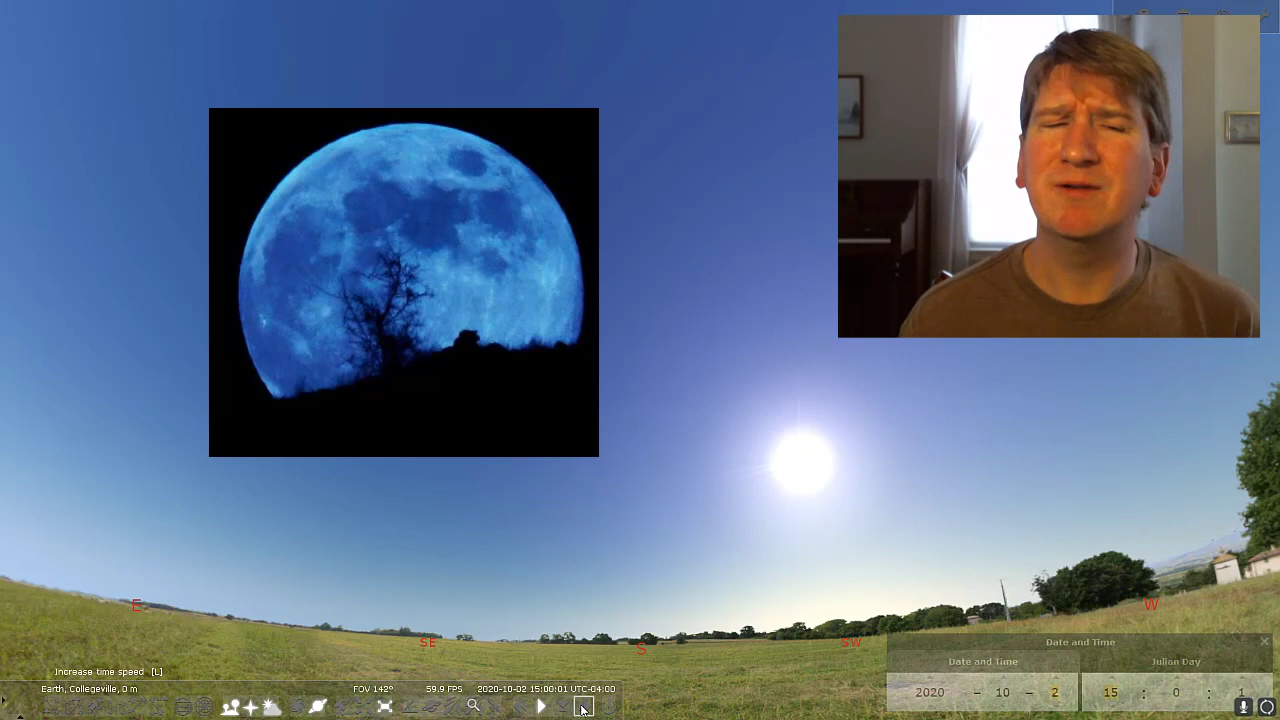 E
SE
S
SW
W
Date and Time
Date and Time
Julian Day
2020 - 10 - 2
15 : 0 : 1
Increase time speed [L]
Earth, Collegeville, 0 m
FOV 142°
59.9 FPS
2020-10-02 15:00:01 UTC-04:00